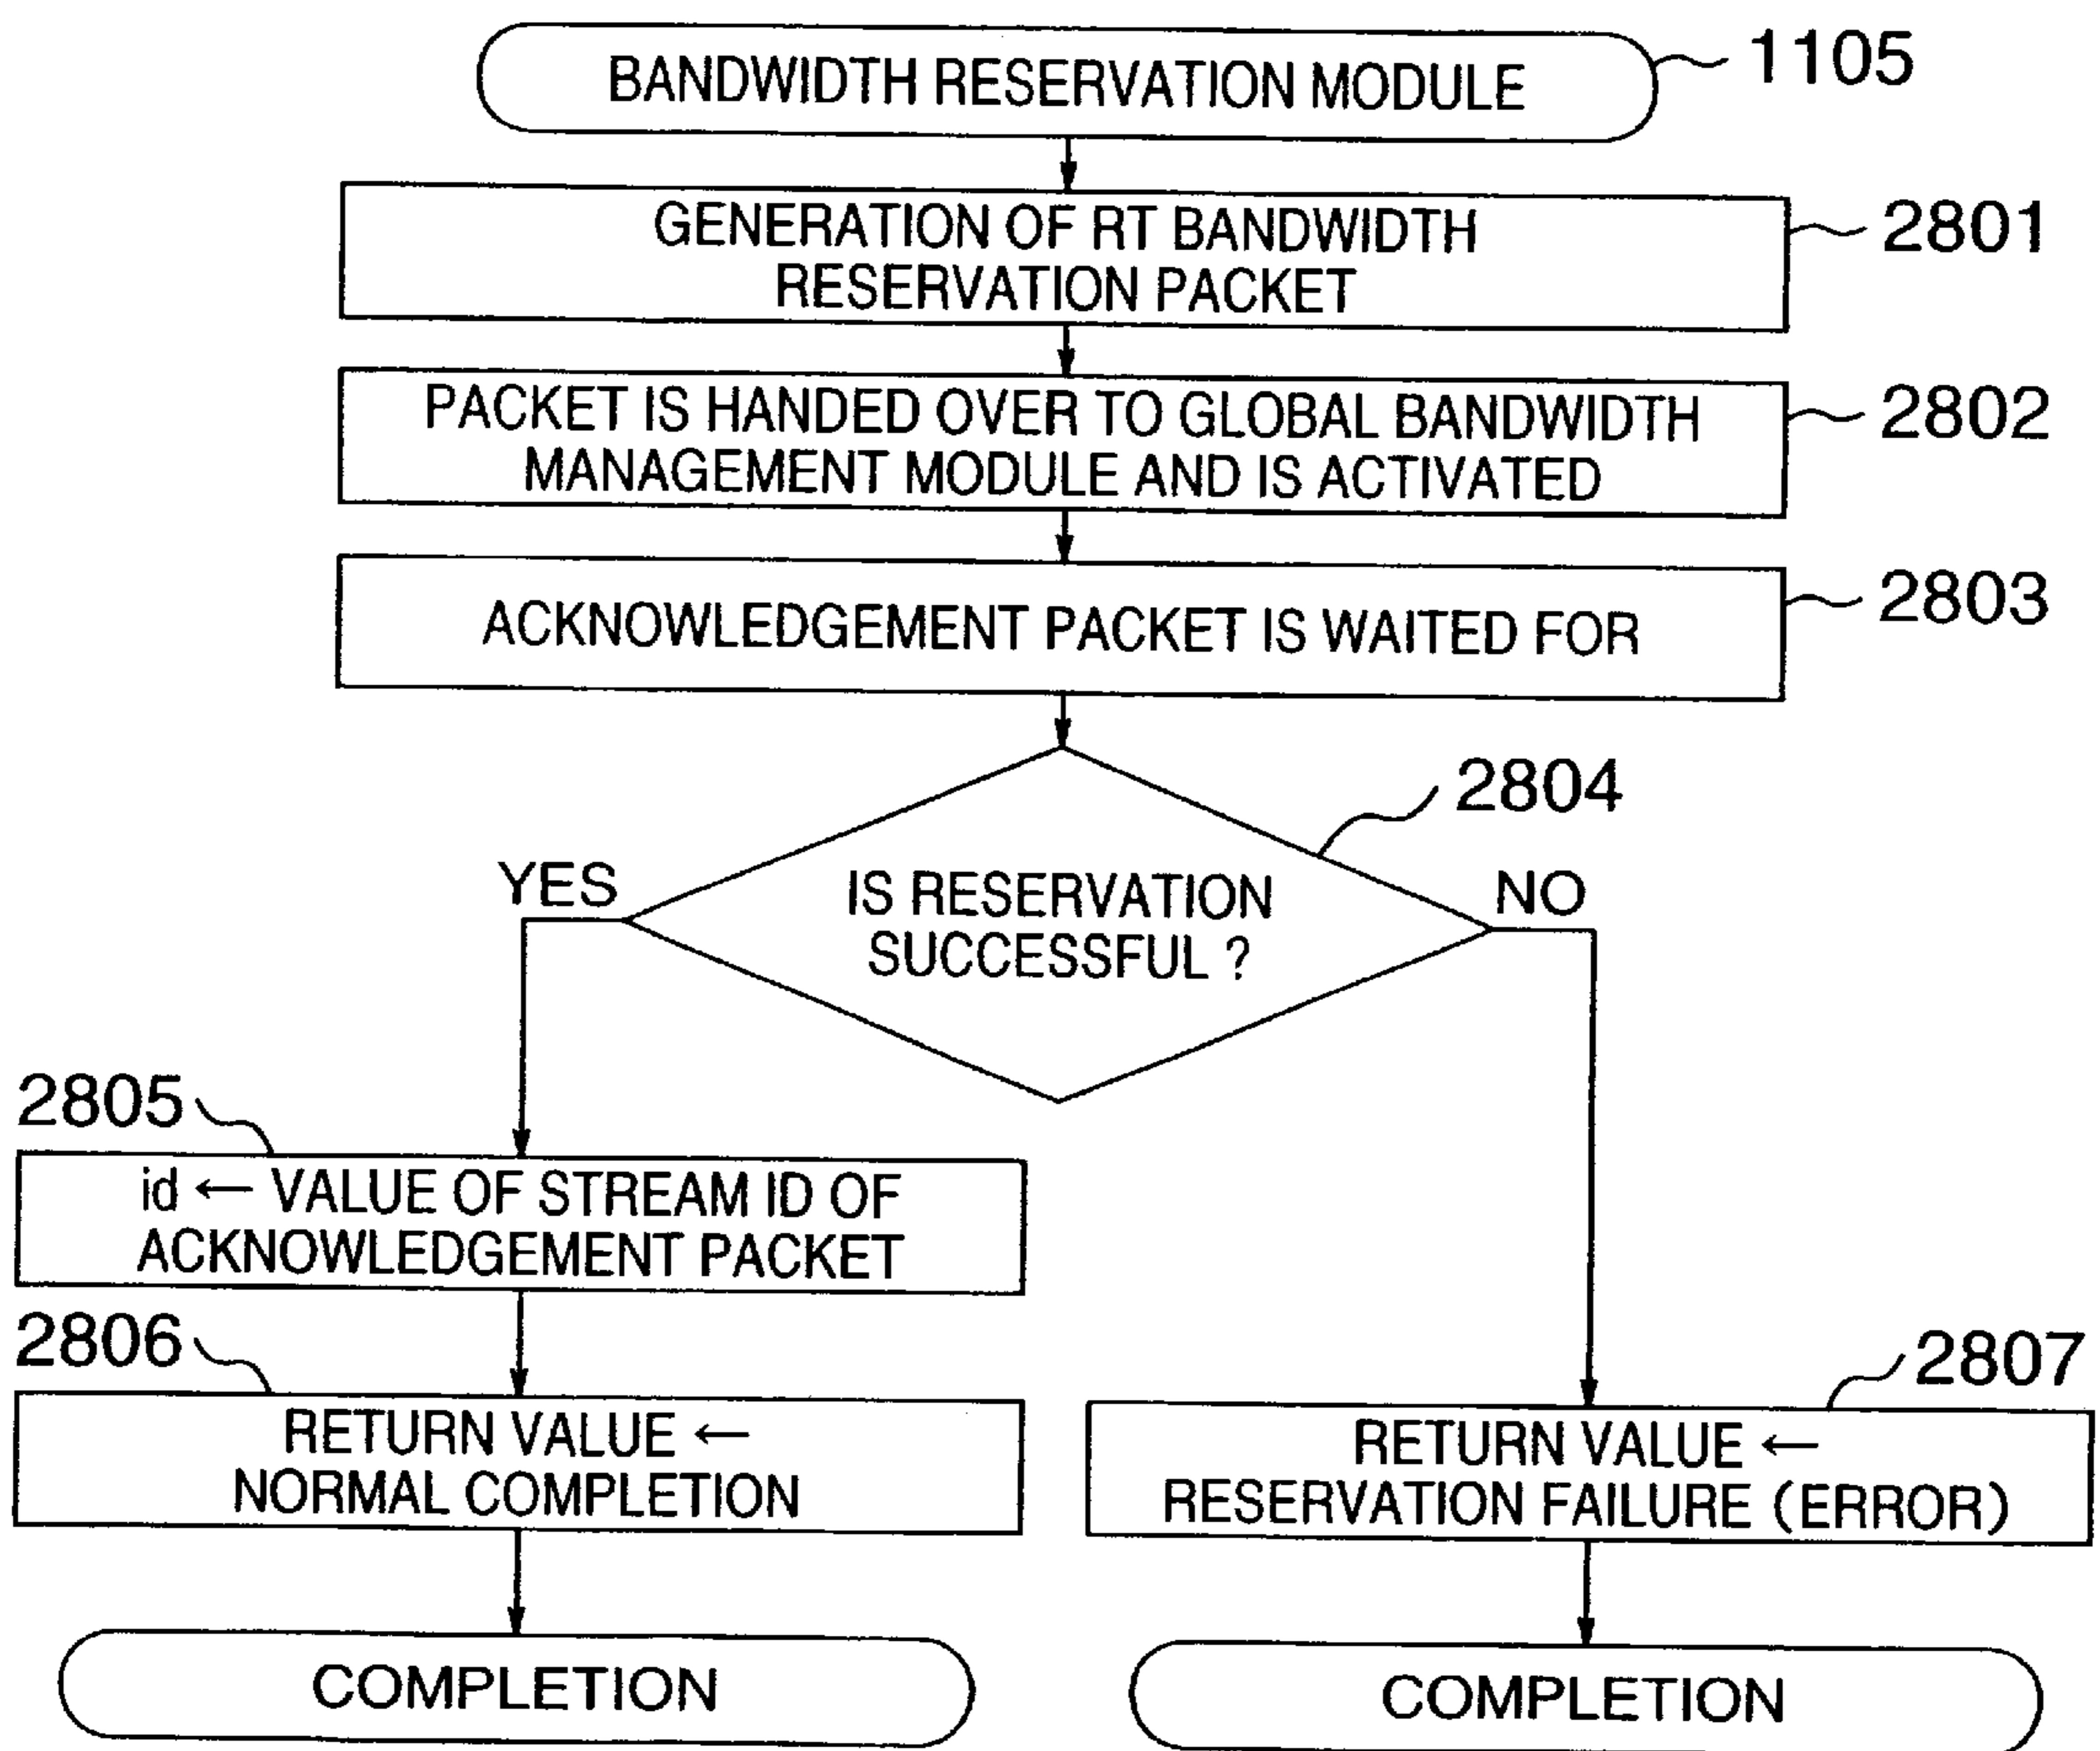 BANDWIDTH RESERVATION MODULE
1105
GENERATION OF RT BANDWIDTH
RESERVATION PACKET
2801
PACKET IS HANDED OVER TO GLOBAL BANDWIDTH
MANAGEMENT MODULE AND IS ACTIVATED
2802
ACKNOWLEDGEMENT PACKET IS WAITED FOR
2803
2804
YES
IS RESERVATION
SUCCESSFUL ?
NO
2805
id ← VALUE OF STREAM ID OF
ACKNOWLEDGEMENT PACKET
2806
RETURN VALUE ←
NORMAL COMPLETION
2807
RETURN VALUE ←
RESERVATION FAILURE (ERROR)
COMPLETION
COMPLETION